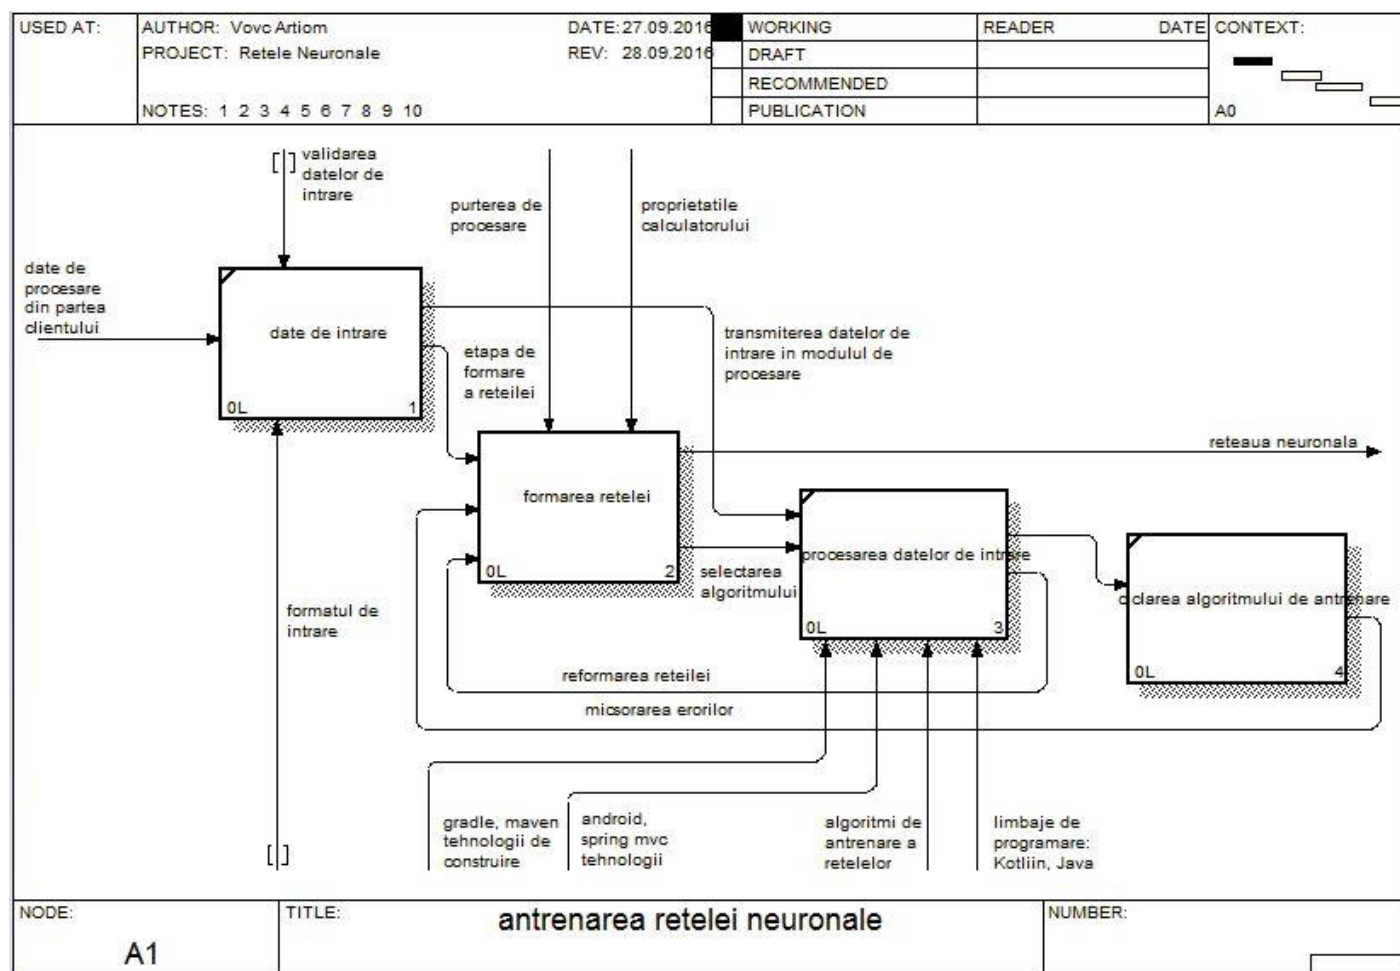 USED AT:
AUTHOR: Vovc Artiom
DATE: 27.09.2016
WORKING
READER
DATE
CONTEXT:
PROJECT: Retele Neuronale
REV: 28.09.2016
DRAFT
RECOMMENDED
NOTES: 1 2 3 4 5 6 7 8 9 10
PUBLICATION
A0
validarea
datelor de
intrare
purterea de
procesare
proprietatile
calculatorului
date de
procesare
din partea
clientului
date de intrare
0L 1
etapa de
formare
a reteilei
transmiterea datelor de
intrare in modulul de
procesare
reteaua neuronala
formarea retelei
0L 2
selectarea
algoritmului
procesarea datelor de intrare
0L 3
ciclarea algoritmului de antrenare
0L 4
formatul de
intrare
reformarea reteilei
micsorarea erorilor
gradle, maven
tehnologii de
construire
android,
spring mvc
tehnologii
algoritmi de
antrenare a
retelelor
limbaje de
programare:
Kotliin, Java
NODE:
A1
TITLE:
antrenarea retelei neuronale
NUMBER: